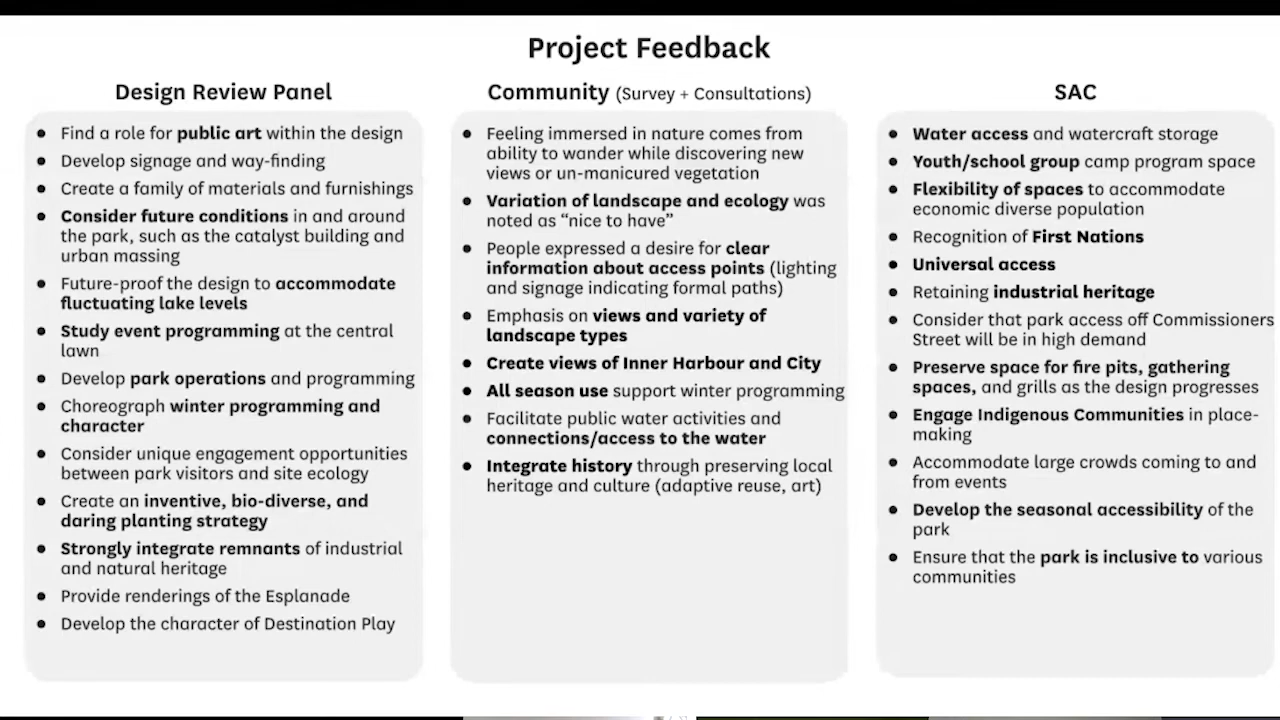 Project Feedback
Design Review Panel
• Find a role for public art within the design
• Develop signage and way-finding
• Create a family of materials and furnishings
• Consider future conditions in and around
the park, such as the catalyst building and
urban massing
• Future-proof the design to accommodate
fluctuating lake levels
• Study event programming at the central
lawn
• Develop park operations and programming
• Choreograph winter programming and
character
• Consider unique engagement opportunities
between park visitors and site ecology
• Create an inventive, bio-diverse, and
daring planting strategy
• Strongly integrate remnants of industrial
and natural heritage
• Provide renderings of the Esplanade
• Develop the character of Destination Play
Community (Survey + Consultations)
• Feeling immersed in nature comes from
ability to wander while discovering new
views or un-manicured vegetation
• Variation of landscape and ecology was
noted as “nice to have”
• People expressed a desire for clear
information about access points (lighting
and signage indicating formal paths)
• Emphasis on views and variety of
landscape types
• Create views of Inner Harbour and City
• All season use support winter programming
• Facilitate public water activities and
connections/access to the water
• Integrate history through preserving local
heritage and culture (adaptive reuse, art)
SAC
• Water access and watercraft storage
• Youth/school group camp program space
• Flexibility of spaces to accommodate
economic diverse population
• Recognition of First Nations
• Universal access
• Retaining industrial heritage
• Consider that park access off Commissioners
Street will be in high demand
• Preserve space for fire pits, gathering
spaces, and grills as the design progresses
• Engage Indigenous Communities in place-
making
• Accommodate large crowds coming to and
from events
• Develop the seasonal accessibility of the
park
• Ensure that the park is inclusive to various
communities